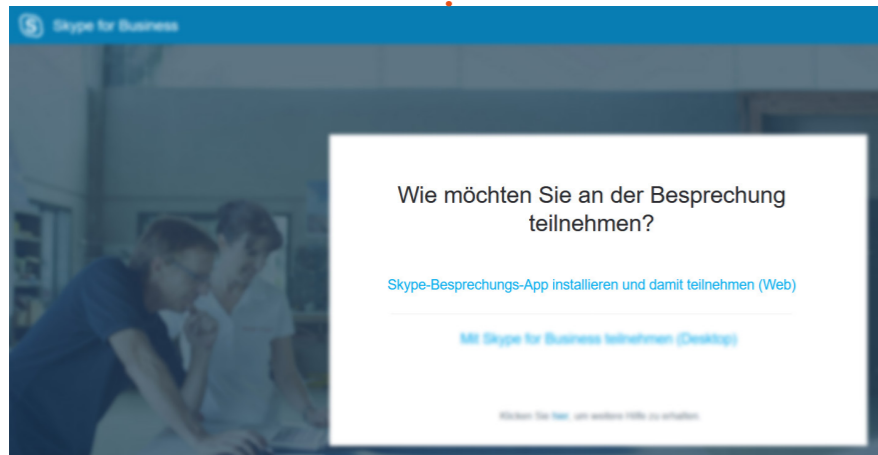 Skype for Business
Wie möchten Sie an der Besprechung
teilnehmen?
Skype-Besprechungs-App installieren und damit teilnehmen (Web)
Mit Skype for Business teilnehmen (Desktop)
Klicken Sie hier, um weitere Hilfe zu erhalten.